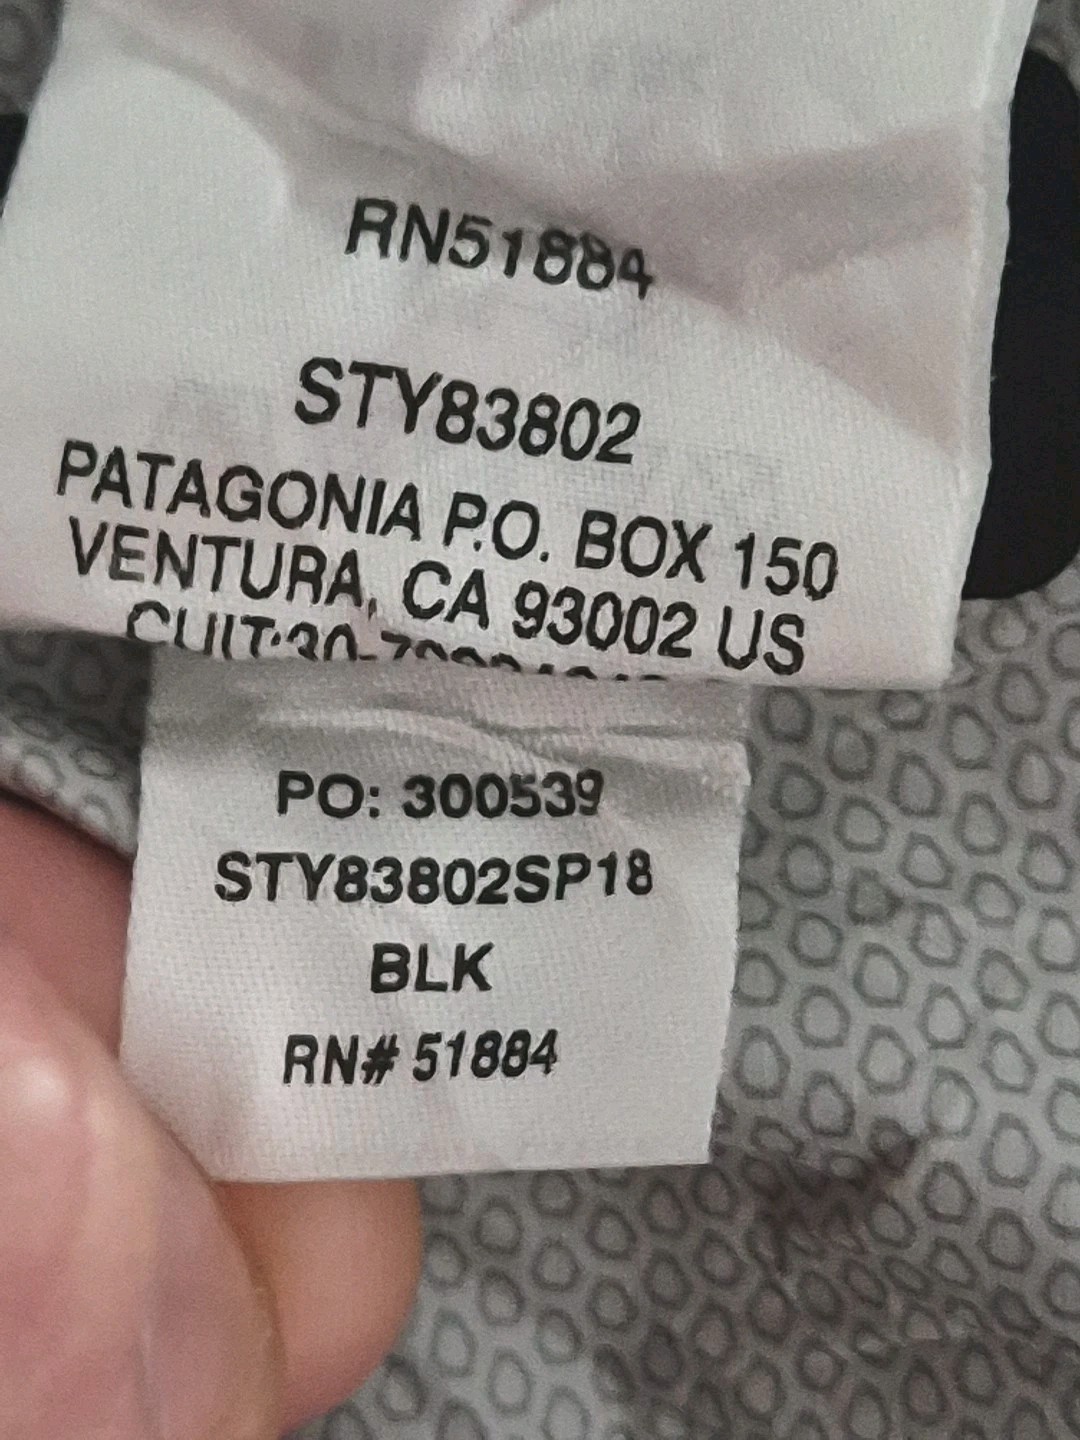 RN51884
STY83802
PATAGONIA P.O. BOX 150
VENTURA, CA 93002 US
PO: 300539
STY83802SP18
BLK
RN# 51884